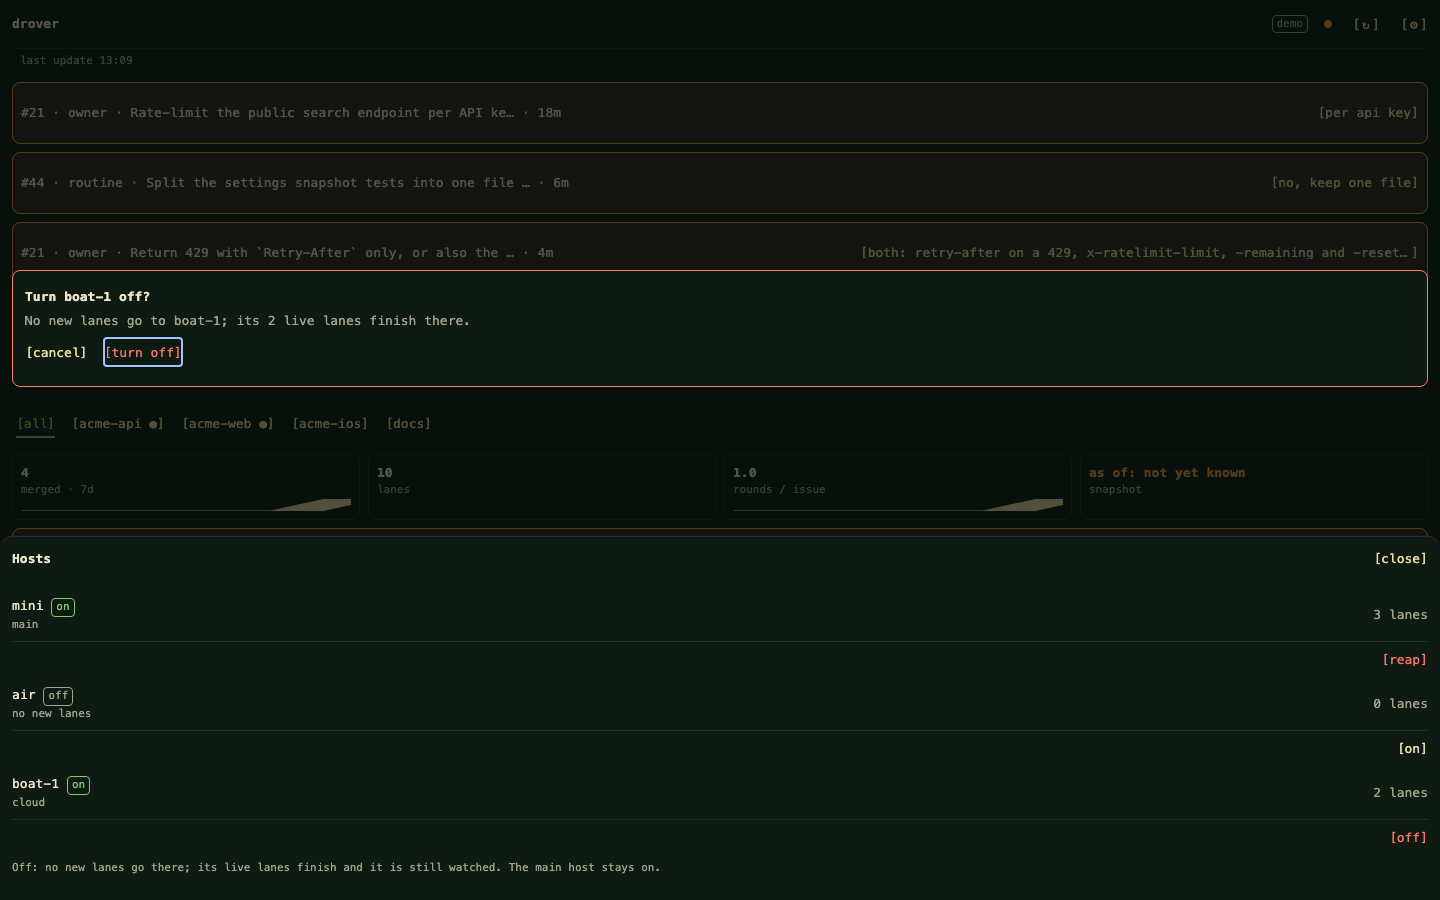 drover demo [↻] [⚙]
last update 13:09
#21 · owner · Rate-limit the public search endpoint per API ke… · 18m [per api key]
#44 · routine · Split the settings snapshot tests into one file … · 6m [no, keep one file]
#21 · owner · Return 429 with `Retry-After` only, or also the … · 4m [both: retry-after on a 429, x-ratelimit-limit, -remaining and -reset… ]
Turn boat-1 off?
No new lanes go to boat-1; its 2 live lanes finish there.
[cancel] [turn off]
[all] [acme-api ●] [acme-web ●] [acme-ios] [docs]
4
merged · 7d
10
lanes
1.0
rounds / issue
as of: not yet known
snapshot
Hosts [close]
mini on
main
3 lanes
[reap]
air off
no new lanes
0 lanes
[on]
boat-1 on
cloud
2 lanes
[off]
Off: no new lanes go there; its live lanes finish and it is still watched. The main host stays on.